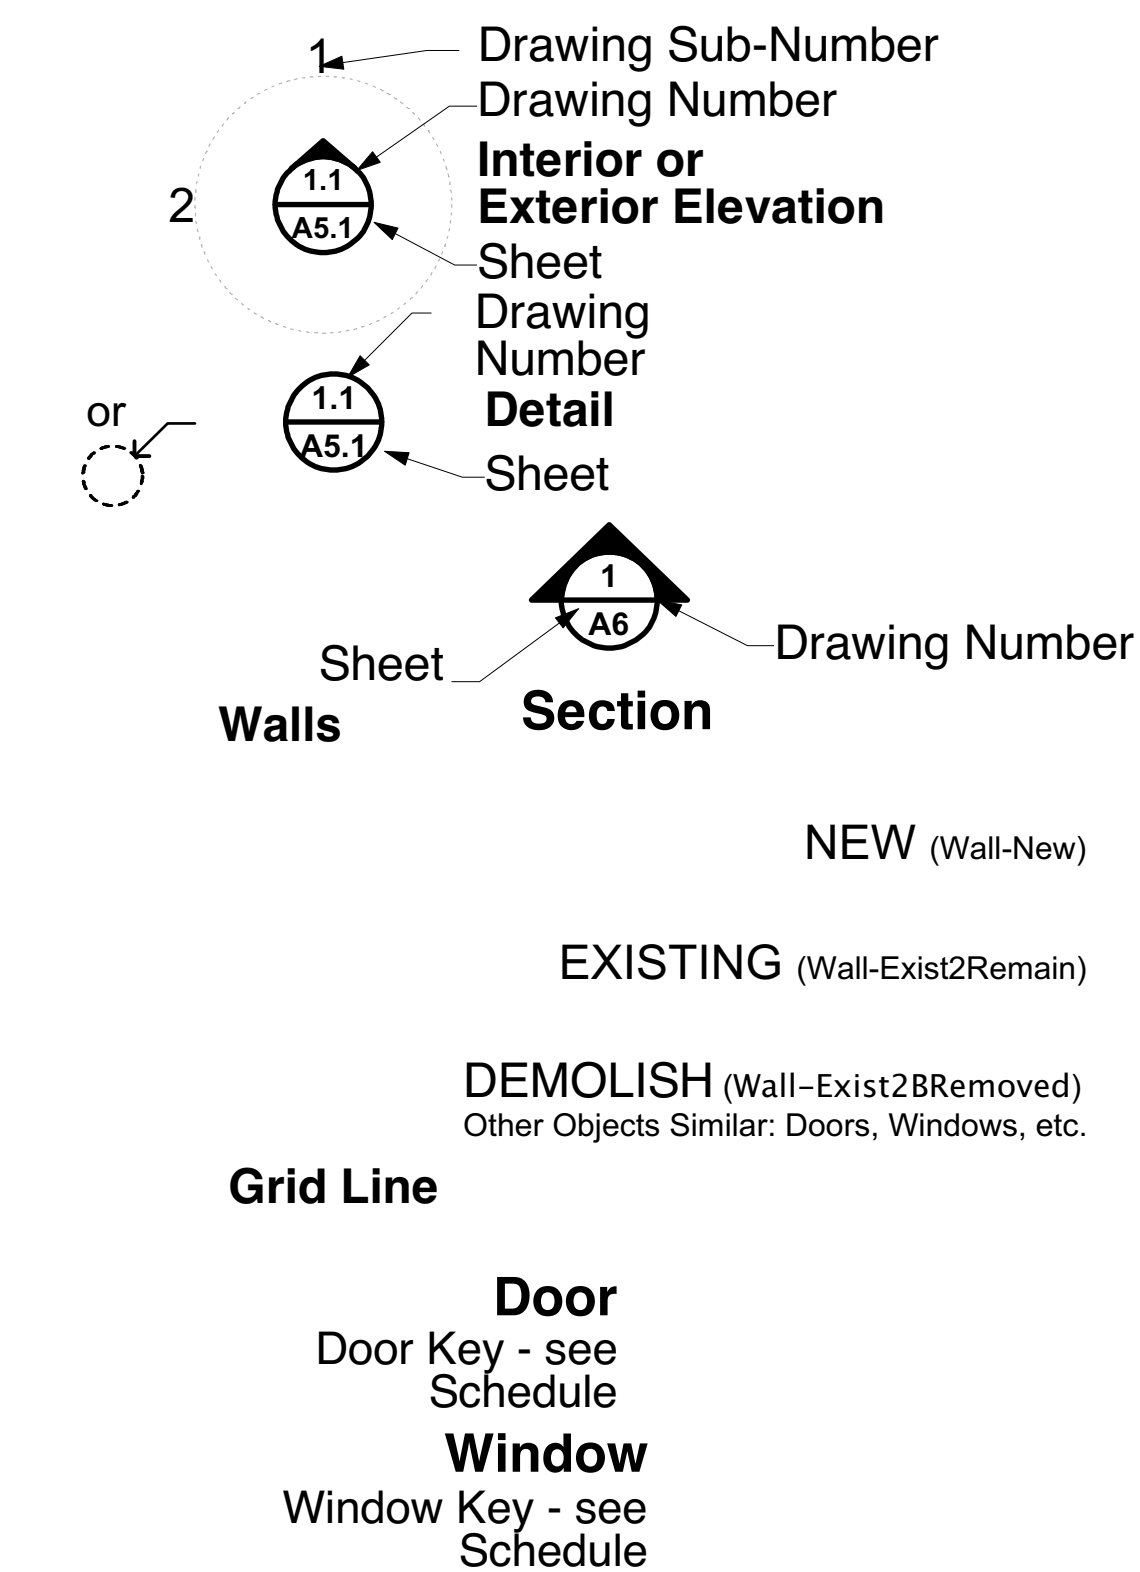 1
Drawing Sub-Number
Drawing Number
Interior or
Exterior Elevation
1.1
2
A5.1
Sheet
Drawing
Number
1.1
or
Detail
A5.1
Sheet
1
A6
Drawing Number
Sheet
Section
Walls
NEW (Wall-New)
EXISTING (Wall-Exist2Remain)
DEMOLISH (Wall-Exist2BRemoved)
Other Objects Similar: Doors, Windows, etc.
Grid Line
Door
Door Key - see
Schedule
Window
Window Key - see
Schedule